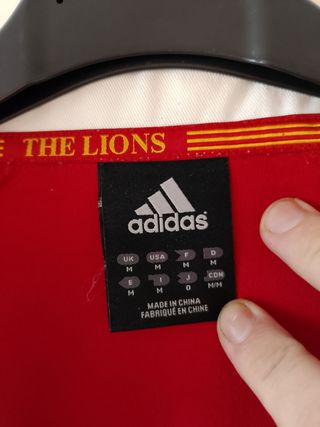 THE LIONS
adidas
UK USA F D
M M M M
E I J CDN
M M O M/M
MADE IN CHINA
FABRIQUÉ EN CHINE